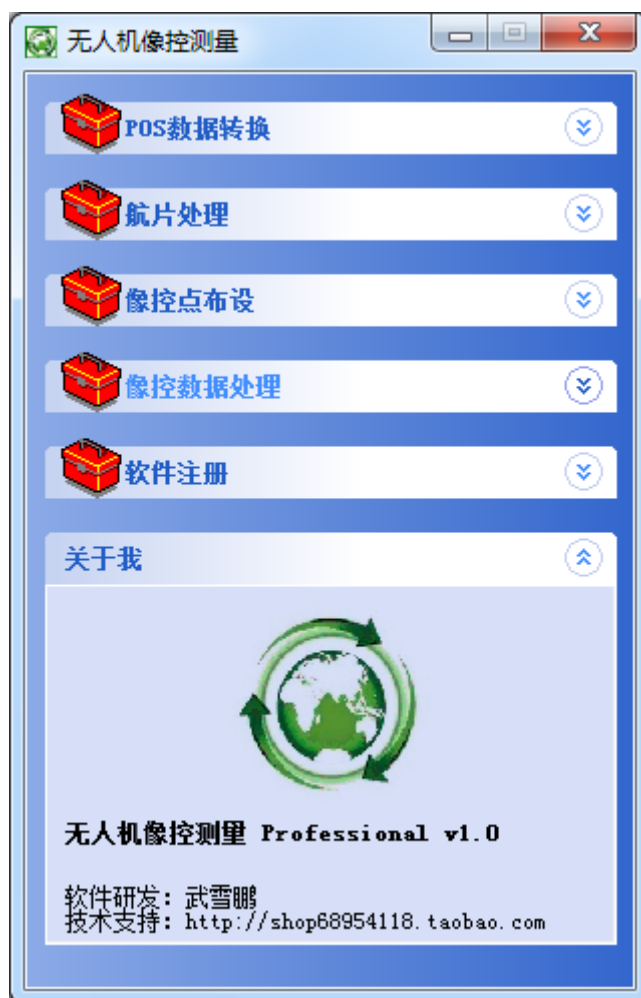 无人机像控测量
POS数据转换
航片处理
像控点布设
像控数据处理
软件注册
关于我
无人机像控测量 Professional v1.0
软件研发：武雪鹏
技术支持：http://shop68954118.taobao.com